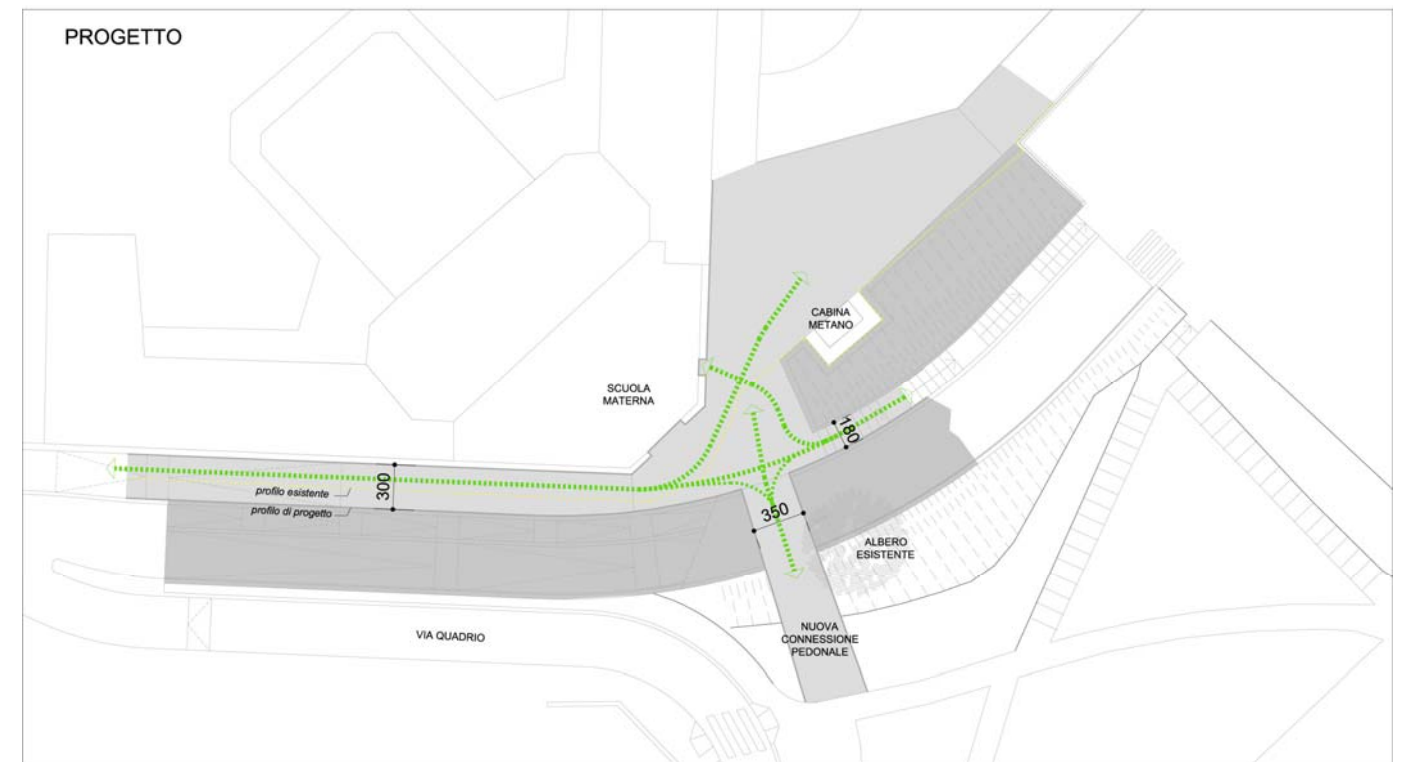 PROGETTO
CABINA
METANO
SCUOLA
MATERNA
180
300
profilo esistente
profilo di progetto
350
ALBERO
ESISTENTE
NUOVA
CONNESSIONE
PEDONALE
VIA QUADRIO